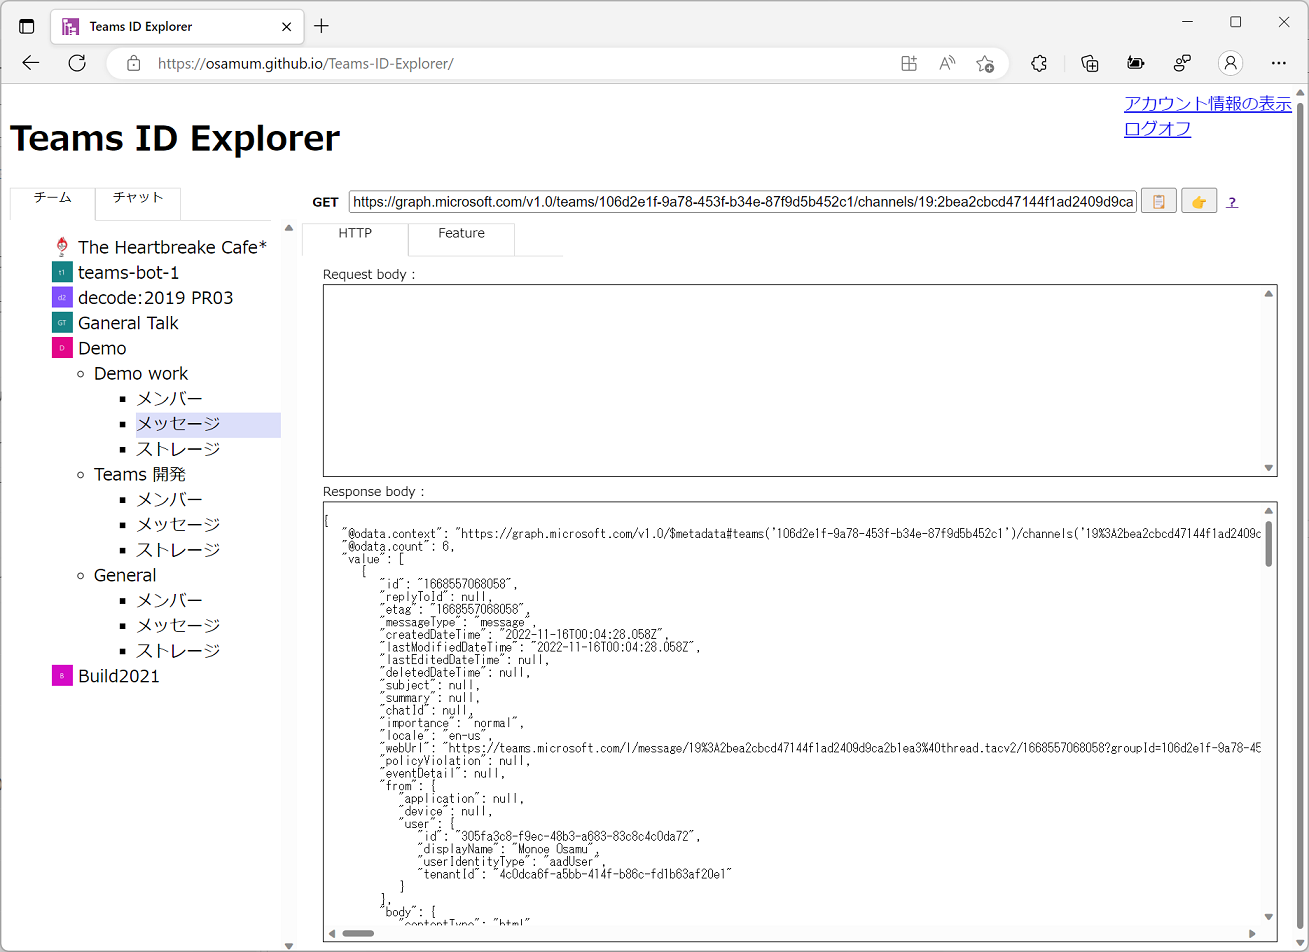 Teams ID Explorer
https://osamum.github.io/Teams-ID-Explorer/
アカウント情報の表示
ログオフ
Teams ID Explorer
チーム
チャット
The Heartbreake Cafe*
t1 teams-bot-1
d2 decode:2019 PR03
GT Ganeral Talk
D Demo
Demo work
メンバー
メッセージ
ストレージ
Teams 開発
メンバー
メッセージ
ストレージ
General
メンバー
メッセージ
ストレージ
B Build2021
GET https://graph.microsoft.com/v1.0/teams/106d2e1f-9a78-453f-b34e-87f9d5b452c1/channels/19:2bea2cbcd47144f1ad2409d9ca ?
HTTP
Feature
Request body :
Response body :
{
"@odata.context": "https://graph.microsoft.com/v1.0/$metadata#teams('106d2e1f-9a78-453f-b34e-87f9d5b452c1')/channels('19%3A2bea2cbcd47144f1ad2409c
"@odata.count": 6,
"value": [
{
"id": "1668557068058",
"replyToId": null,
"etag": "1668557068058",
"messageType": "message",
"createdDateTime": "2022-11-16T00:04:28.058Z",
"lastModifiedDateTime": "2022-11-16T00:04:28.058Z",
"lastEditedDateTime": null,
"deletedDateTime": null,
"subject": null,
"summary": null,
"chatId": null,
"importance": "normal",
"locale": "en-us",
"webUrl": "https://teams.microsoft.com/l/message/19%3A2bea2cbcd47144f1ad2409d9ca2b1ea3%40thread.tacv2/1668557068058?groupId=106d2e1f-9a78-45
"policyViolation": null,
"eventDetail": null,
"from": {
"application": null,
"device": null,
"user": {
"id": "305fa3c8-f9ec-48b3-a683-83c8c4c0da72",
"displayName": "Monoe Osamu",
"userIdentityType": "aadUser",
"tenantId": "4c0dca6f-a5bb-414f-b86c-fd1b63af20e1"
}
},
"body": {
"contentType": "html"